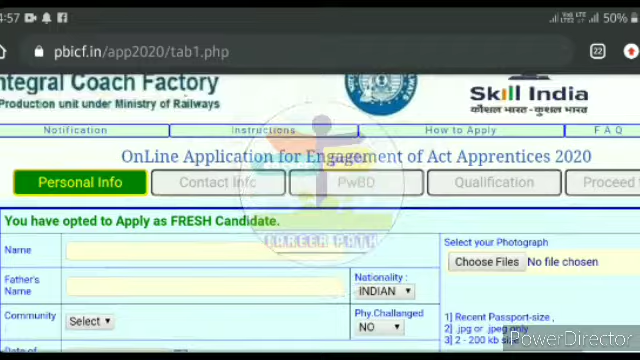 4:57
50%
pbicf.in/app2020/tab1.php
22
ntegral Coach Factory
Production unit under Ministry of Railways
Skill India
कौशल भारत - कुशल भारत
Notification
Instructions
How to Apply
F A Q
OnLine Application for Engagement of Act Apprentices 2020
Personal Info
Contact Info
PwBD
Qualification
Proceed
You have opted to Apply as FRESH Candidate.
Name
Select your Photograph
Choose Files No file chosen
Father's
Name
Nationality :
INDIAN
Community
Select
Phy.Challanged
NO
1] Recent Passport-size ,
2] .jpg or .jpeg only
3] 2 - 200 kb
CAREER PATH
PowerDirector